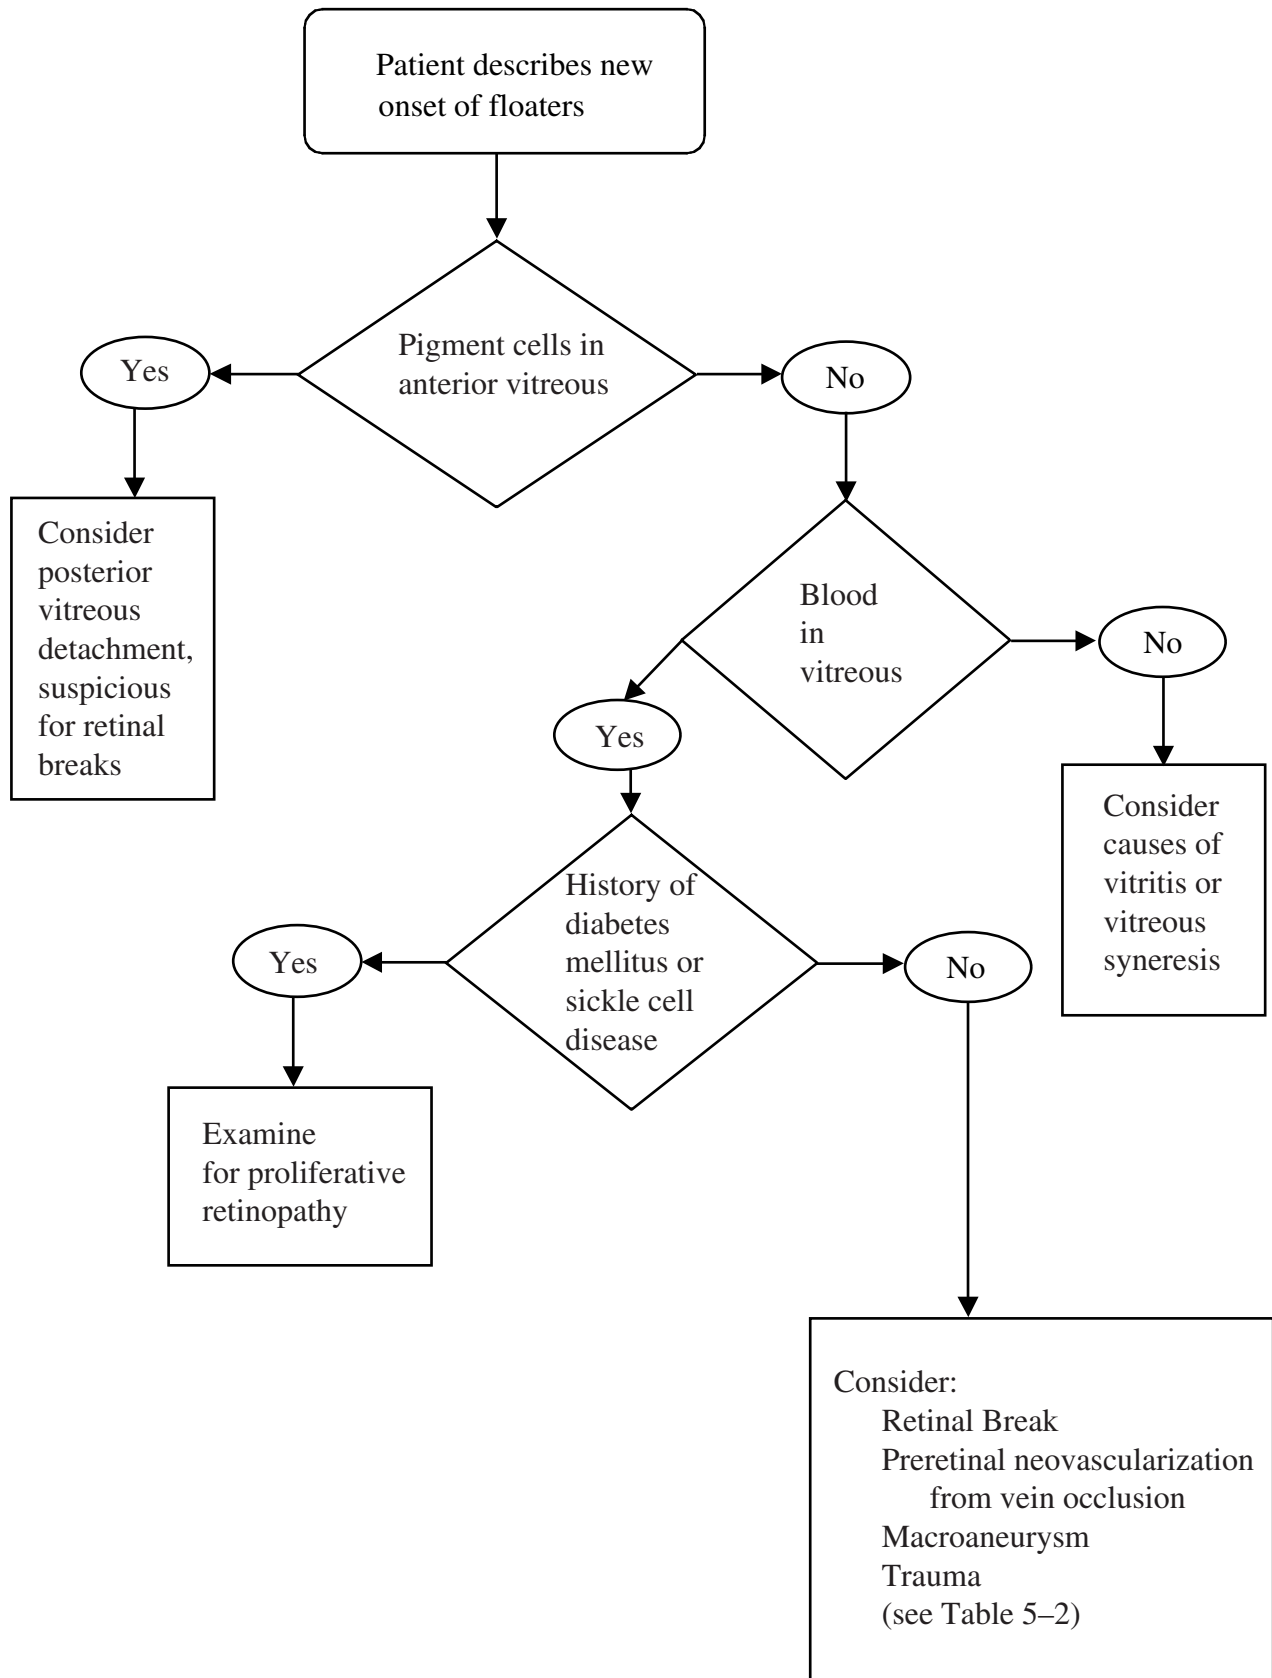 Patient describes new
onset of floaters
Pigment cells in
anterior vitreous
Yes
No
Consider
posterior
vitreous
detachment,
suspicious
for retinal
breaks
Blood
in
vitreous
No
Yes
Consider
causes of
vitritis or
vitreous
syneresis
History of
diabetes
mellitus or
sickle cell
disease
Yes
No
Examine
for proliferative
retinopathy
Consider:
Retinal Break
Preretinal neovascularization
from vein occlusion
Macroaneurysm
Trauma
(see Table 5–2)